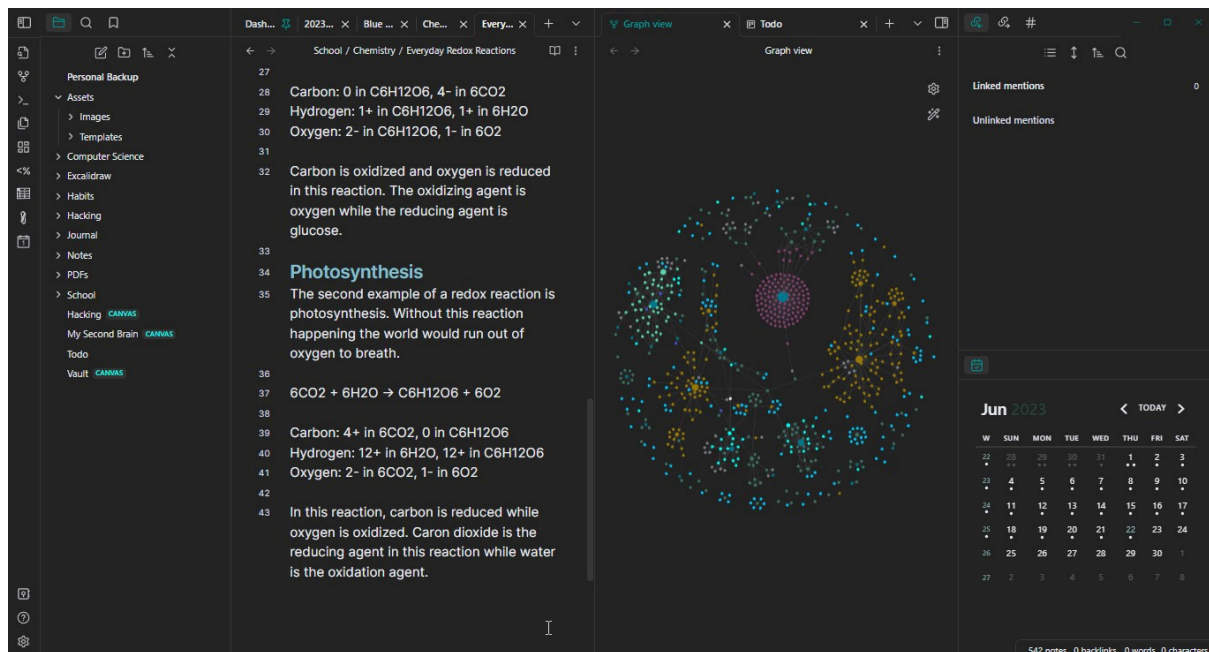 Dash...
2023...
Blue ...
Che...
Every...
Graph view
Todo
#
School / Chemistry / Everyday Redox Reactions
Graph view
Personal Backup
Assets
Images
Templates
Computer Science
Excalidraw
Habits
Hacking
Journal
Notes
PDFs
School
Hacking CANVAS
My Second Brain CANVAS
Todo
Vault CANVAS
27
28 Carbon: 0 in C6H12O6, 4- in 6CO2
29 Hydrogen: 1+ in C6H12O6, 1+ in 6H2O
30 Oxygen: 2- in C6H12O6, 1- in 6O2
31
32 Carbon is oxidized and oxygen is reduced
in this reaction. The oxidizing agent is
oxygen while the reducing agent is
glucose.
33
34 Photosynthesis
35 The second example of a redox reaction is
photosynthesis. Without this reaction
happening the world would run out of
oxygen to breath.
36
37 6CO2 + 6H2O → C6H12O6 + 6O2
38
39 Carbon: 4+ in 6CO2, 0 in C6H12O6
40 Hydrogen: 12+ in 6H2O, 12+ in C6H12O6
41 Oxygen: 2- in 6CO2, 1- in 6O2
42
43 In this reaction, carbon is reduced while
oxygen is oxidized. Caron dioxide is the
reducing agent in this reaction while water
is the oxidation agent.
Linked mentions 0
Unlinked mentions
Jun 2023 TODAY
W SUN MON TUE WED THU FRI SAT
22 28 29 30 31 1 2 3
23 4 5 6 7 8 9 10
24 11 12 13 14 15 16 17
25 18 19 20 21 22 23 24
26 25 26 27 28 29 30 1
27 2 3 4 5 6 7 8
542 notes 0 backlinks 0 words 0 characters